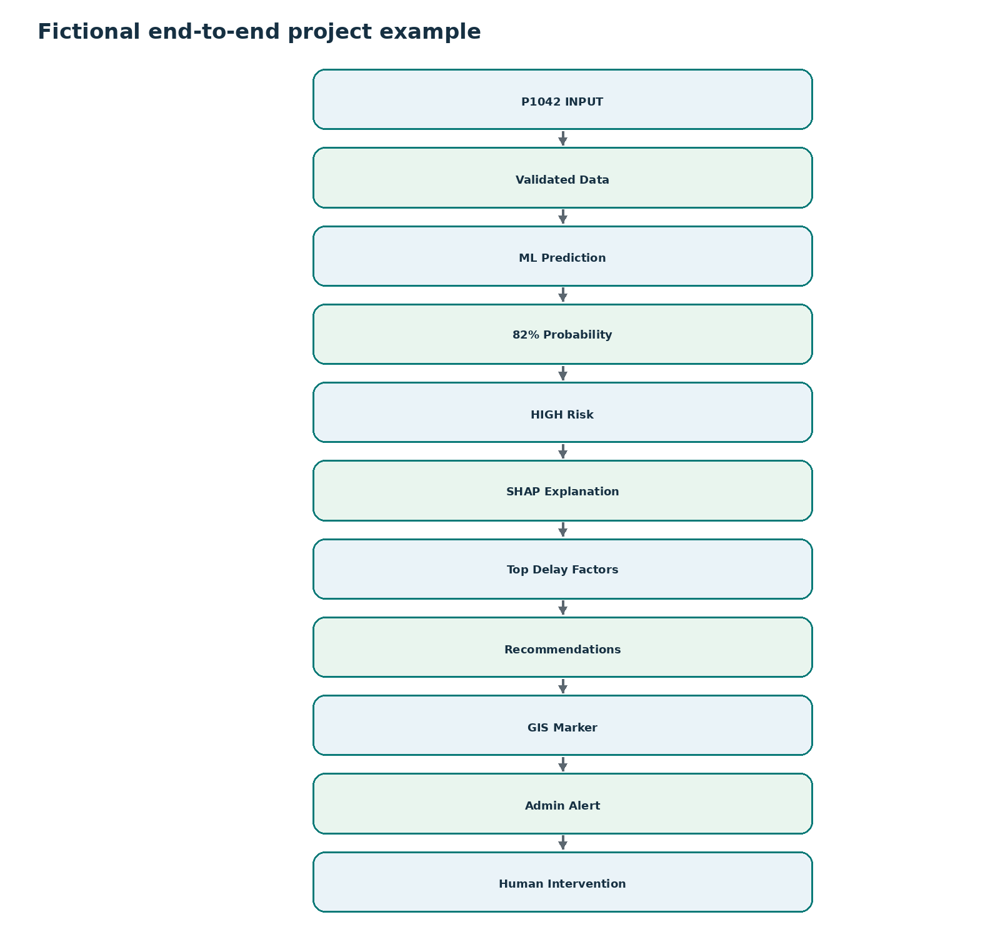 Fictional end-to-end project example
P1042 INPUT
Validated Data
ML Prediction
82% Probability
HIGH Risk
SHAP Explanation
Top Delay Factors
Recommendations
GIS Marker
Admin Alert
Human Intervention